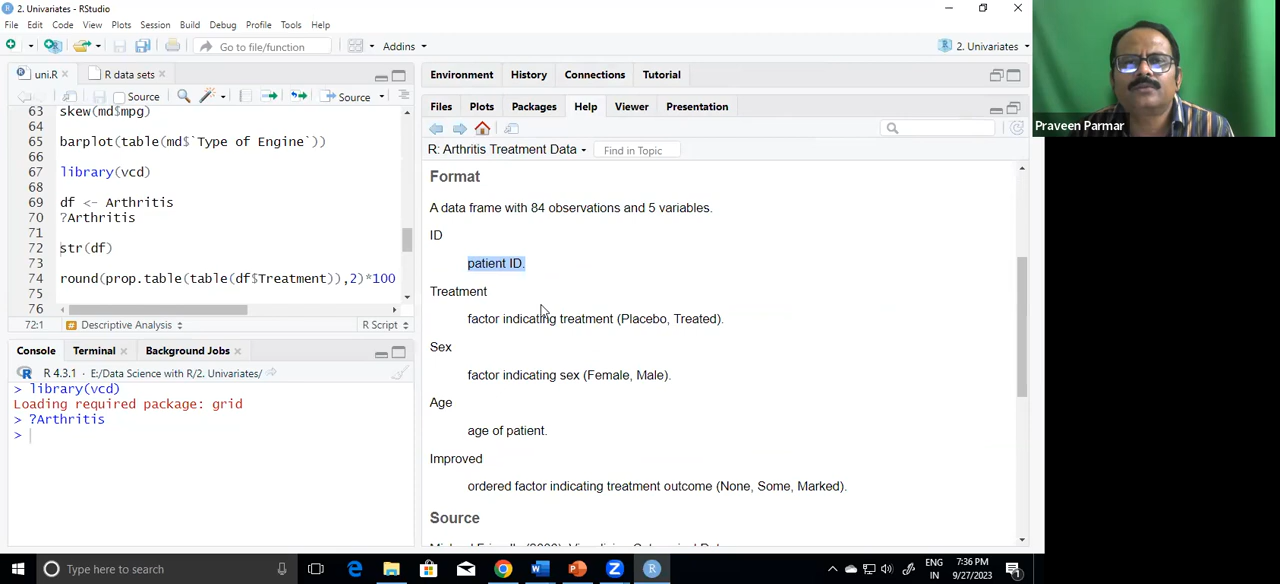 2. Univariates - RStudio
File Edit Code View Plots Session Build Debug Profile Tools Help
Go to file/function Addins 2. Univariates
uni.R R data sets
Source Source
63 skew(md$mpg)
64
65 barplot(table(md$`Type of Engine`))
66
67 library(vcd)
68
69 df <- Arthritis
70 ?Arthritis
71
72 str(df)
73
74 round(prop.table(table(df$Treatment)),2)*100
75
76
72:1 # Descriptive Analysis R Script
Console Terminal Background Jobs
R 4.3.1 · E:/Data Science with R/2. Univariates/
> library(vcd)
Loading required package: grid
> ?Arthritis
>
Environment History Connections Tutorial
Files Plots Packages Help Viewer Presentation
R: Arthritis Treatment Data Find in Topic
Format
A data frame with 84 observations and 5 variables.
ID
patient ID.
Treatment
factor indicating treatment (Placebo, Treated).
Sex
factor indicating sex (Female, Male).
Age
age of patient.
Improved
ordered factor indicating treatment outcome (None, Some, Marked).
Source
Praveen Parmar
Type here to search
ENG
IN
7:36 PM
9/27/2023
1